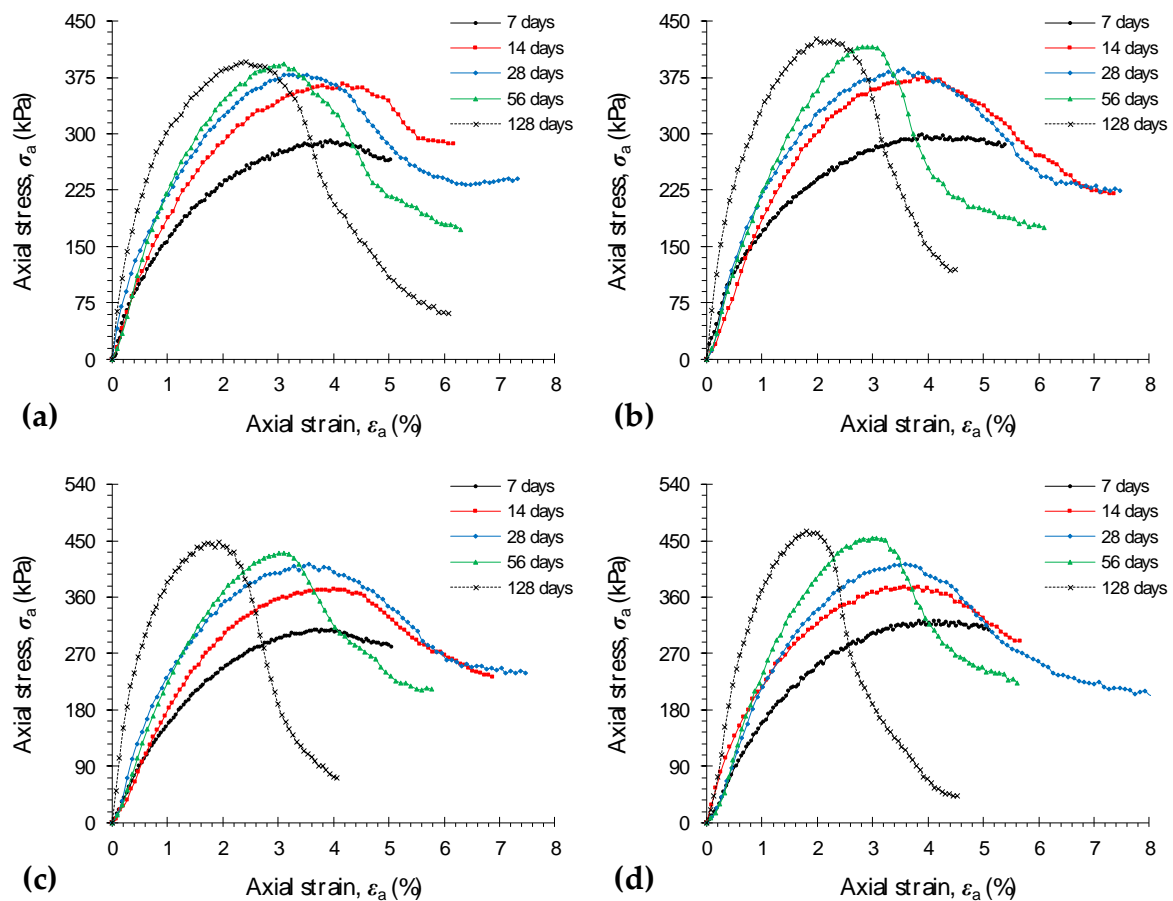 450
375
300
225
150
75
0
Axial stress, σa (kPa)
0 1 2 3 4 5 6 7 8
Axial strain, εa (%)
7 days
14 days
28 days
56 days
128 days
(a)
450
375
300
225
150
75
0
Axial stress, σa (kPa)
0 1 2 3 4 5 6 7 8
Axial strain, εa (%)
7 days
14 days
28 days
56 days
128 days
(b)
540
450
360
270
180
90
0
Axial stress, σa (kPa)
0 1 2 3 4 5 6 7 8
Axial strain, εa (%)
7 days
14 days
28 days
56 days
128 days
(c)
540
450
360
270
180
90
0
Axial stress, σa (kPa)
0 1 2 3 4 5 6 7 8
Axial strain, εa (%)
7 days
14 days
28 days
56 days
128 days
(d)